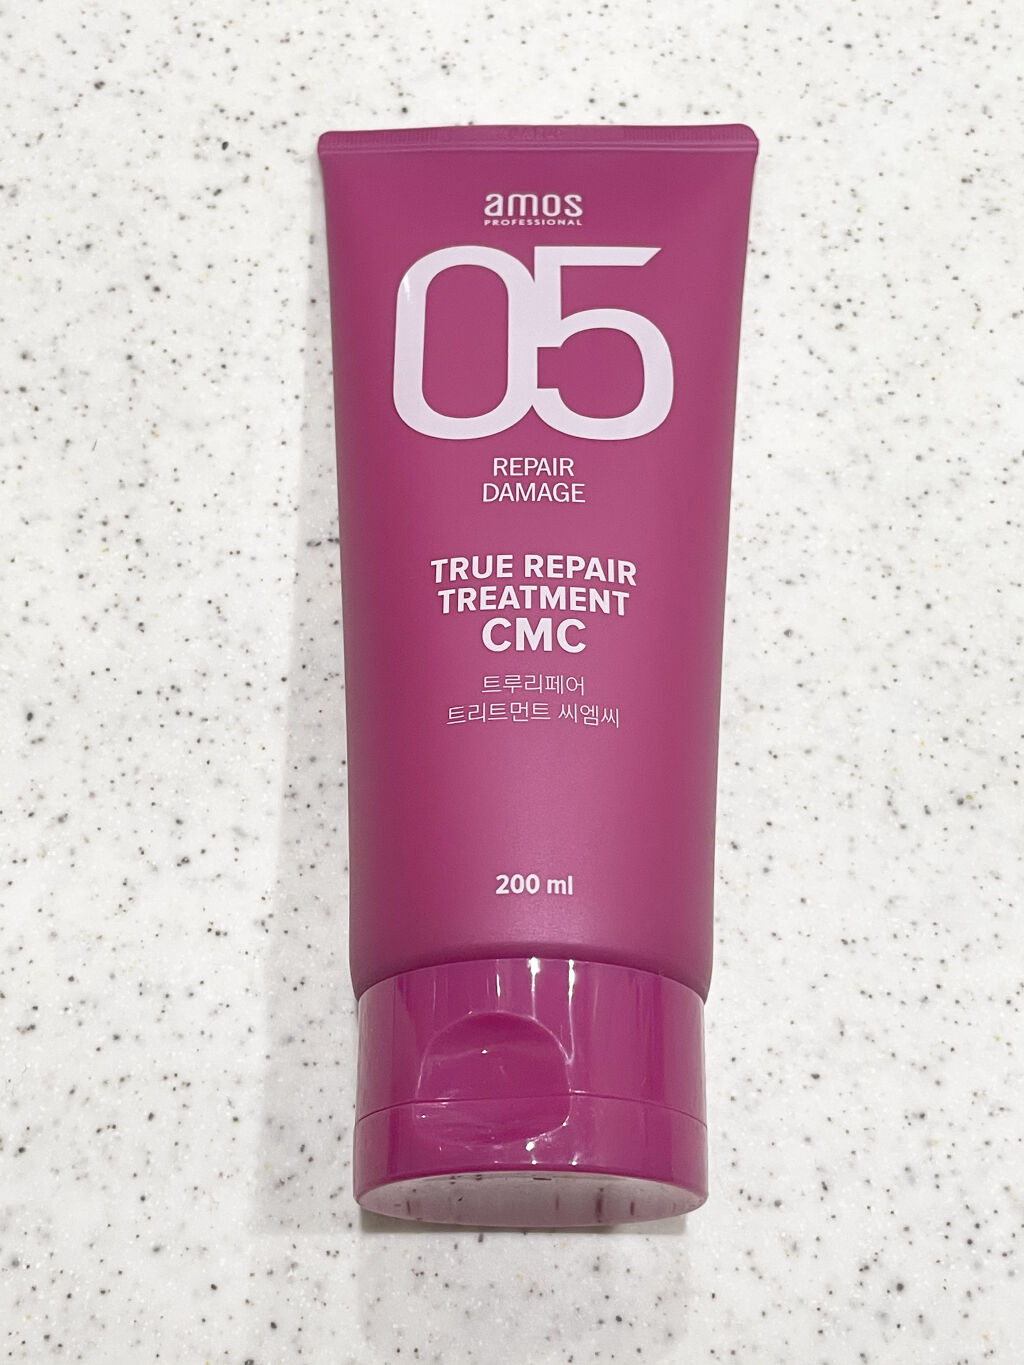 amos
PROFESSIONAL
05
REPAIR
DAMAGE
TRUE REPAIR
TREATMENT
CMC
트루리페어
트리트먼트 씨엠씨
200 ml